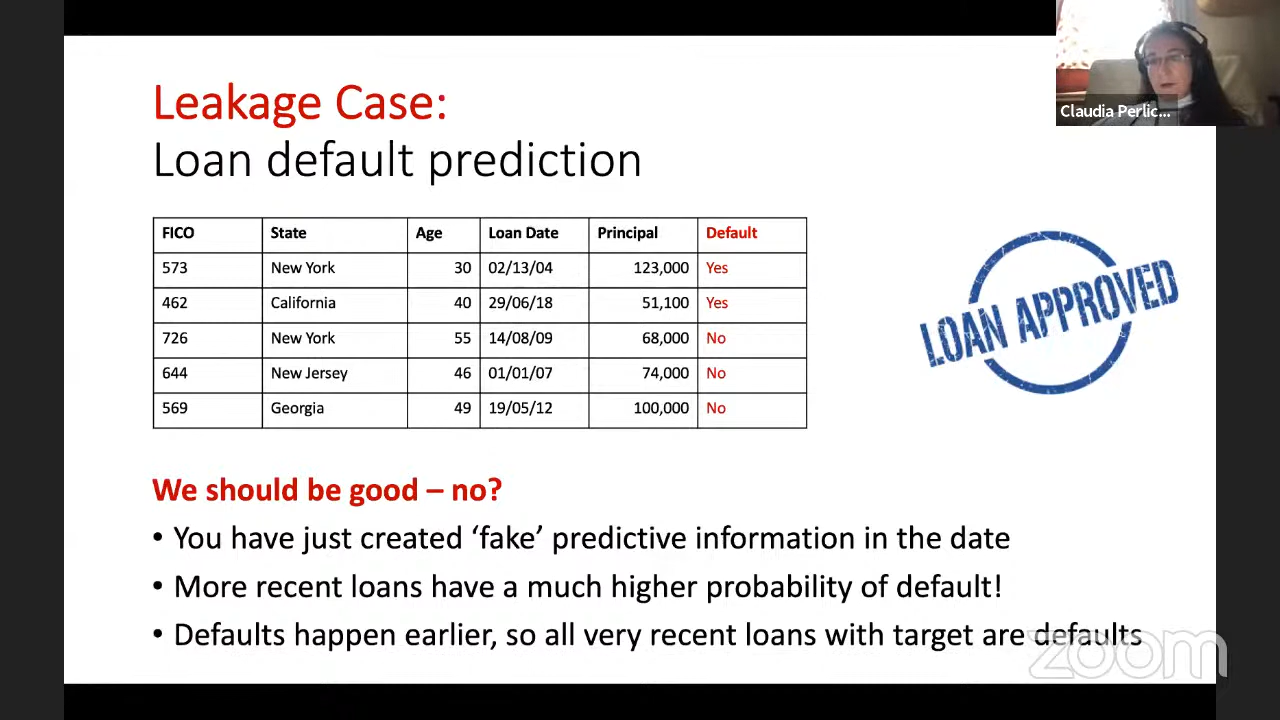 Claudia Perlic...
Leakage Case:
Loan default prediction
FICO State Age Loan Date Principal Default
573 New York 30 02/13/04 123,000 Yes
462 California 40 29/06/18 51,100 Yes
726 New York 55 14/08/09 68,000 No
644 New Jersey 46 01/01/07 74,000 No
569 Georgia 49 19/05/12 100,000 No
LOAN APPROVED
We should be good – no?
• You have just created ‘fake’ predictive information in the date
• More recent loans have a much higher probability of default!
• Defaults happen earlier, so all very recent loans with target are defaults
zoom